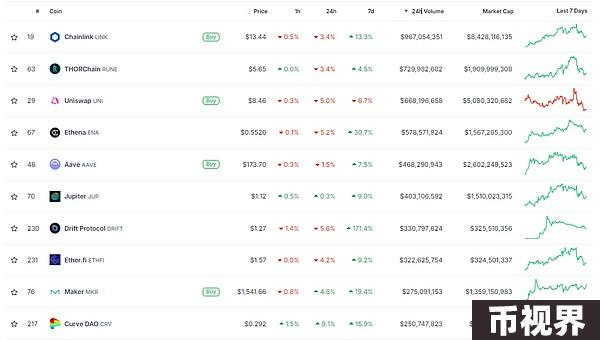 # Coin Price 1h 24h 7d ▼ 24h Volume Market Cap Last 7 Days
19 Chainlink LINK Buy $13.44 ▼ 0.5% ▼ 3.4% ▲ 13.3% $967,054,351 $8,428,116,135
63 THORChain RUNE $5.65 ▲ 0.0% ▼ 3.4% ▲ 4.5% $729,982,602 $1,909,999,308
29 Uniswap UNI Buy $8.46 ▼ 0.3% ▼ 5.0% ▼ 6.7% $668,196,658 $5,080,320,682
67 Ethena ENA $0.5526 ▼ 0.1% ▼ 5.2% ▲ 30.7% $578,571,924 $1,567,285,300
46 Aave AAVE Buy $173.70 ▼ 0.3% ▼ 1.5% ▲ 7.5% $468,290,943 $2,602,249,523
70 Jupiter JUP $1.12 ▲ 0.5% ▲ 0.3% ▲ 9.0% $403,106,592 $1,510,023,315
230 Drift Protocol DRIFT $1.27 ▼ 1.4% ▼ 5.6% ▲ 171.4% $330,797,624 $325,510,356
231 Ether.fi ETHFI $1.57 ▼ 0.0% ▼ 4.2% ▲ 9.2% $322,625,754 $324,501,337
76 Maker MKR Buy $1,541.66 ▼ 0.8% ▲ 4.8% ▲ 19.4% $275,091,153 $1,359,150,983
217 Curve DAO CRV $0.292 ▲ 1.5% ▲ 9.1% ▲ 15.9% $250,747,823
币视界